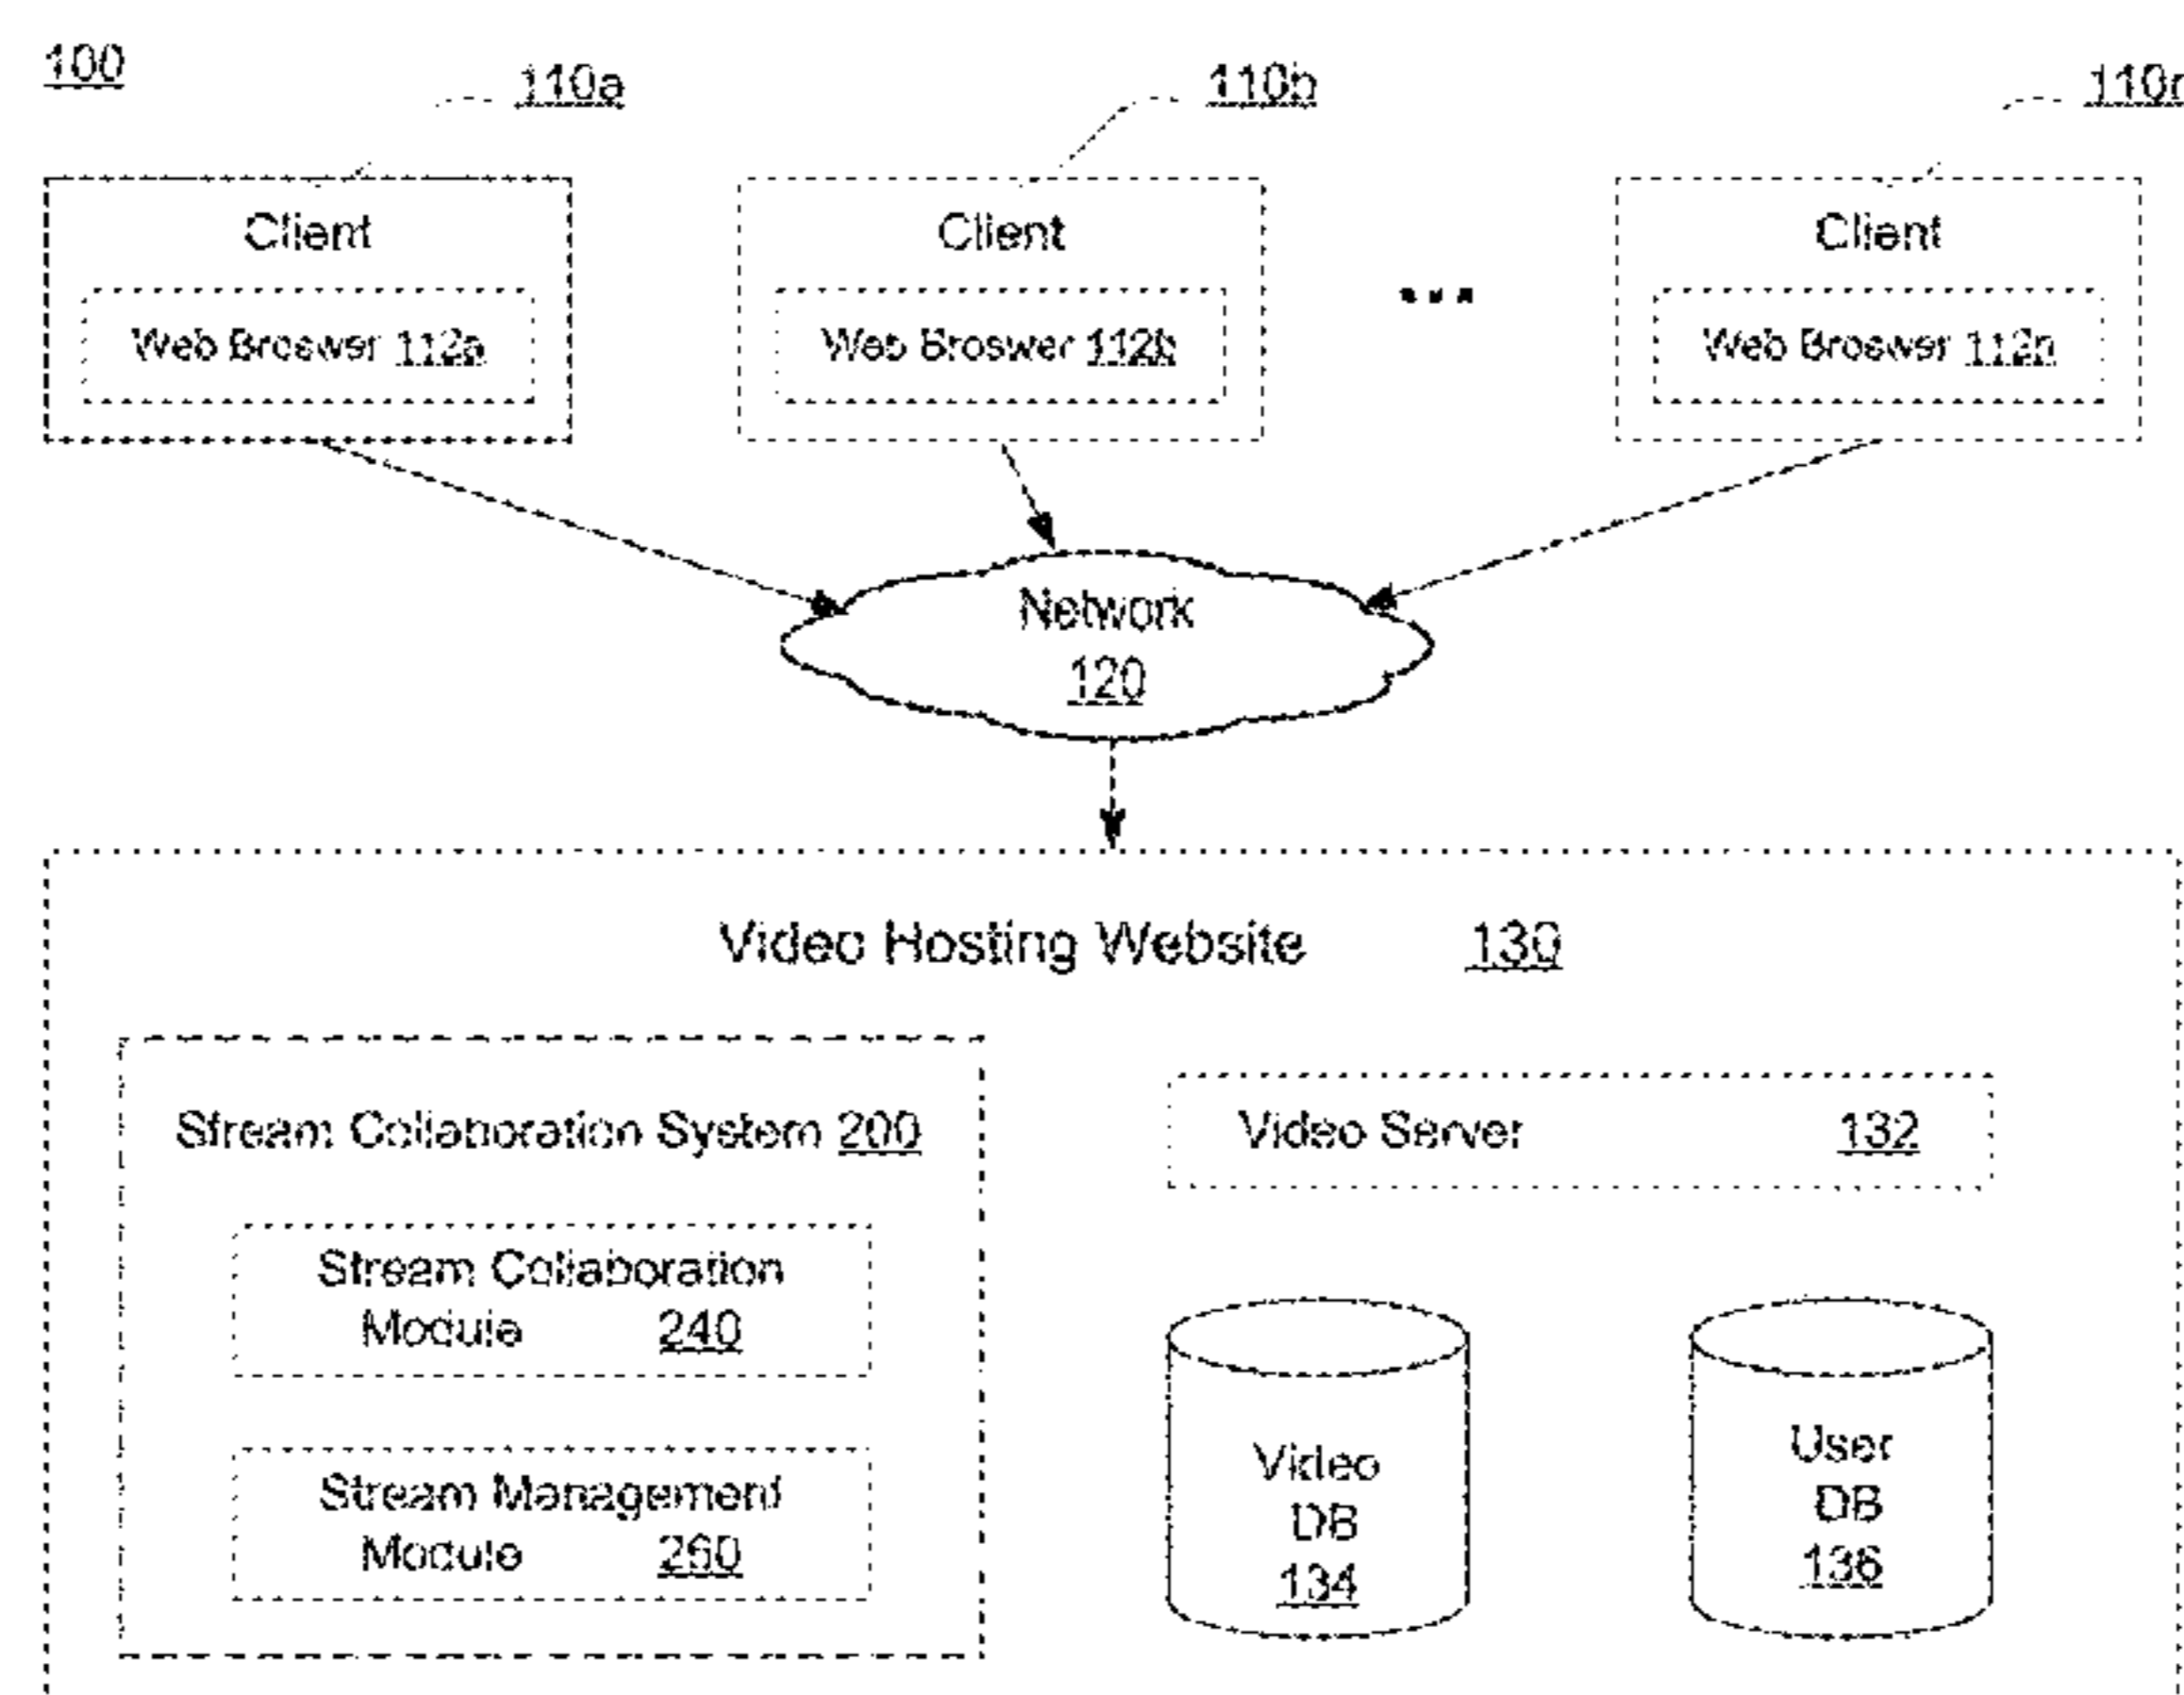 100
110a
110b
110n
Client
Client
Client
Web Broswer 112a
Web Broswer 112b
...
Web Broswer 112n
Network
120
Video Hosting Website 130
Stream Collaboration System 200
Video Server 132
Stream Collaboration
Module 240
Stream Management
Module 260
Video
DB
134
User
DB
136